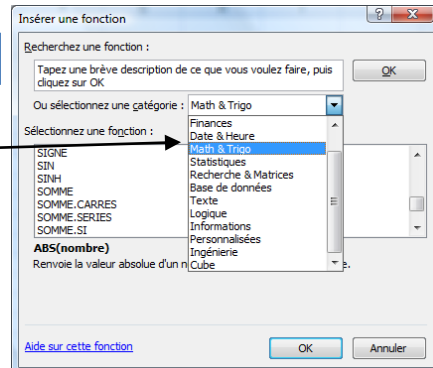 Insérer une fonction
Recherchez une fonction :
Tapez une brève description de ce que vous voulez faire, puis
cliquez sur OK
OK
Ou sélectionnez une catégorie : Math & Trigo
Finances
Date & Heure
Math & Trigo
Statistiques
Recherche & Matrices
Base de données
Texte
Logique
Informations
Personnalisées
Ingénierie
Cube
Sélectionnez une fonction :
SIGNE
SIN
SINH
SOMME
SOMME.CARRES
SOMME.SERIES
SOMME.SI
ABS(nombre)
Renvoie la valeur absolue d'un n e.
Aide sur cette fonction
OK
Annuler